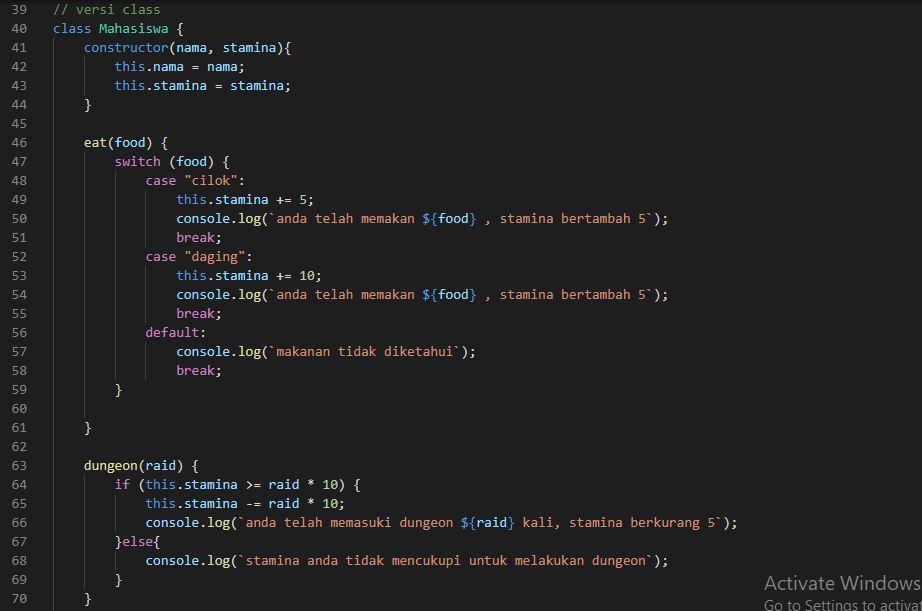 39 // versi class
40 class Mahasiswa {
41     constructor(nama, stamina){
42         this.nama = nama;
43         this.stamina = stamina;
44     }
45
46     eat(food) {
47         switch (food) {
48             case "cilok":
49                 this.stamina += 5;
50                 console.log(`anda telah memakan ${food} , stamina bertambah 5`);
51                 break;
52             case "daging":
53                 this.stamina += 10;
54                 console.log(`anda telah memakan ${food} , stamina bertambah 5`);
55                 break;
56             default:
57                 console.log(`makanan tidak diketahui`);
58                 break;
59         }
60
61     }
62
63     dungeon(raid) {
64         if (this.stamina >= raid * 10) {
65             this.stamina -= raid * 10;
66             console.log(`anda telah memasuki dungeon ${raid} kali, stamina berkurang 5`);
67         }else{
68             console.log(`stamina anda tidak mencukupi untuk melakukan dungeon`);
69         }
70     }
Activate Windows
Go to Settings to activa